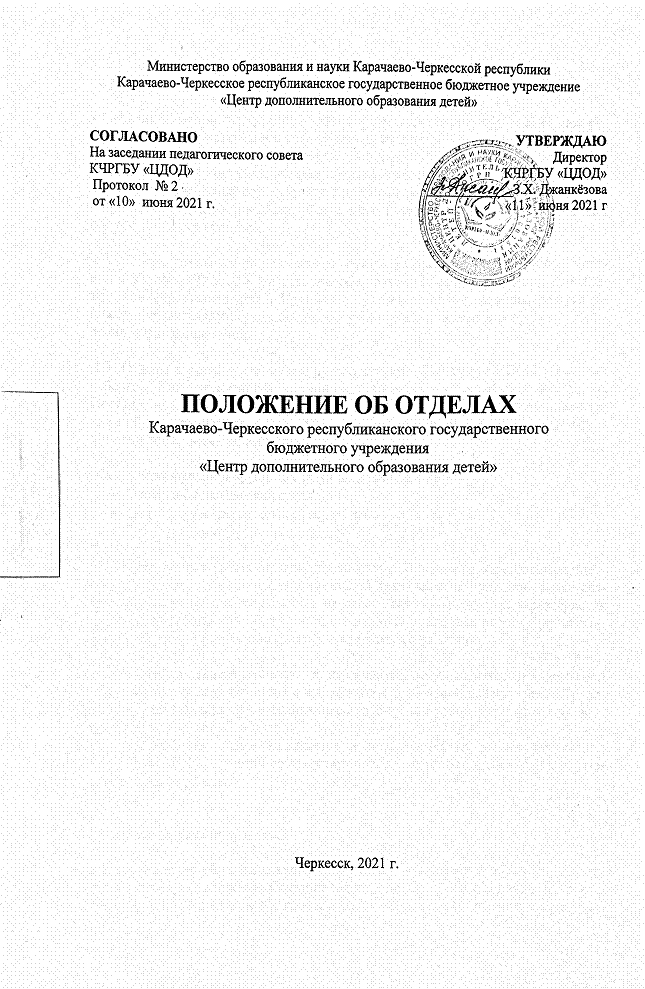 Министерство образования и науки Карачаево-Черкесской республики
Карачаево-Черкесское республиканское государственное бюджетное учреждение
«Центр дополнительного образования детей»
СОГЛАСОВАНО
На заседании педагогического совета
КЧРГБУ «ЦДОД»
Протокол № 2
от «10» июня 2021 г.
УТВЕРЖДАЮ
Директор
КЧРГБУ «ЦДОД»
З.Х. Джанкёзова
«11» июня 2021 г
ПОЛОЖЕНИЕ ОБ ОТДЕЛАХ
Карачаево-Черкесского республиканского государственного
бюджетного учреждения
«Центр дополнительного образования детей»
Черкесск, 2021 г.